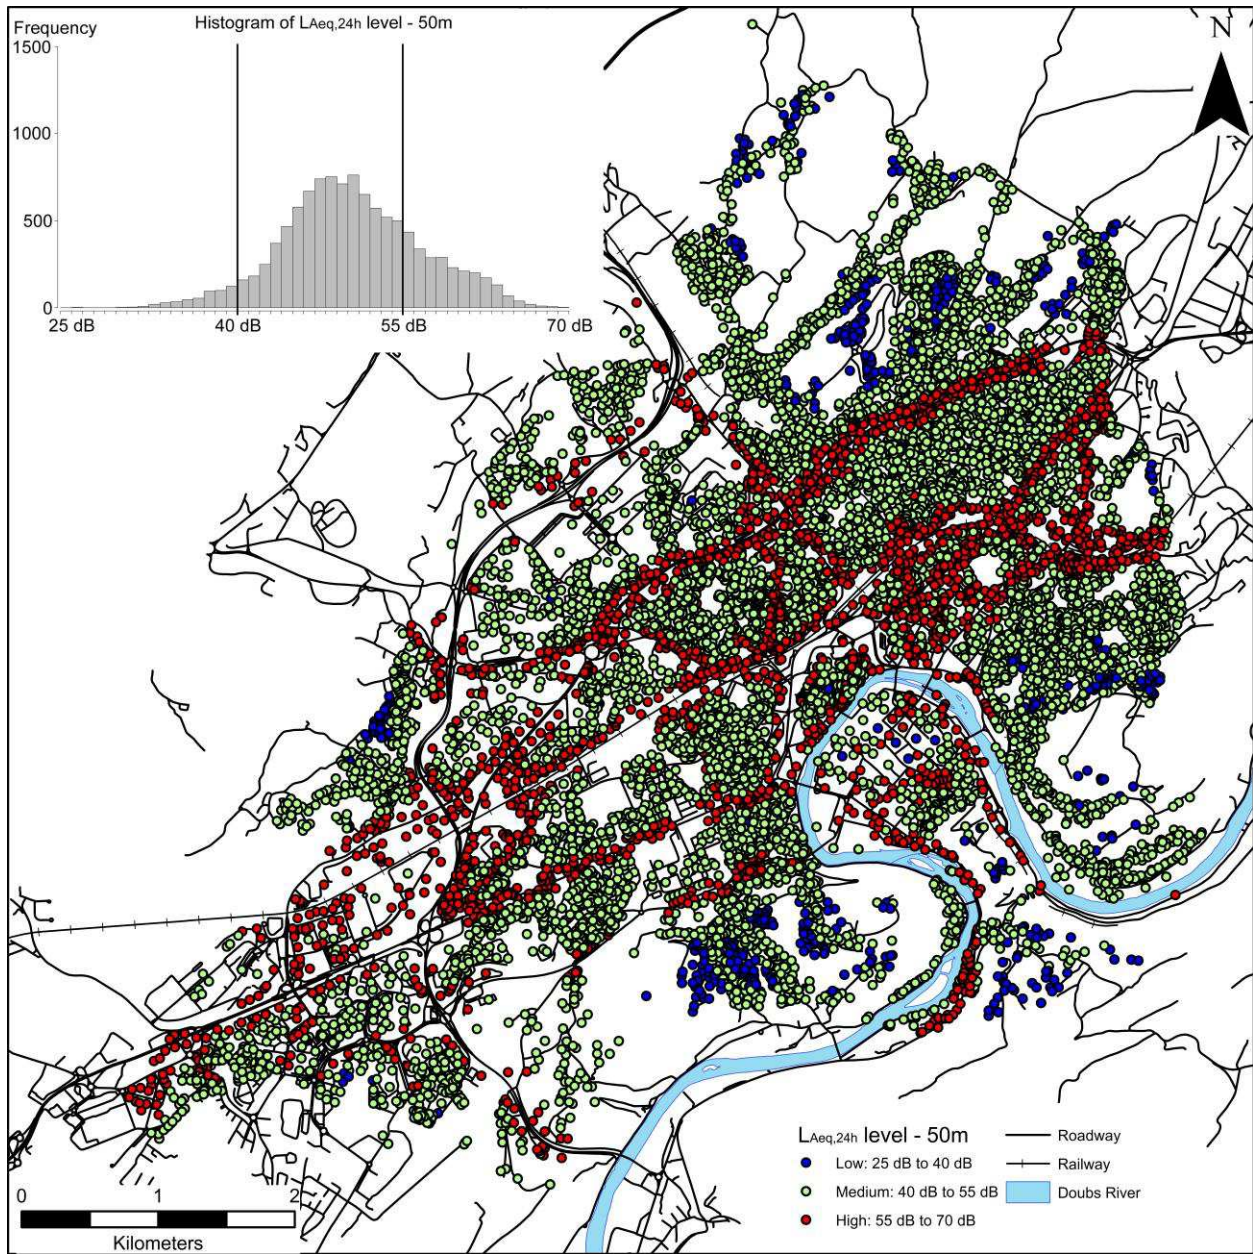 Histogram of LAeq,24h level - 50m
Frequency
1500
1000
500
0
25 dB 40 dB 55 dB 70 dB
N
LAeq,24h level - 50m
Low: 25 dB to 40 dB
Medium: 40 dB to 55 dB
High: 55 dB to 70 dB
Roadway
Railway
Doubs River
0 1 2
Kilometers